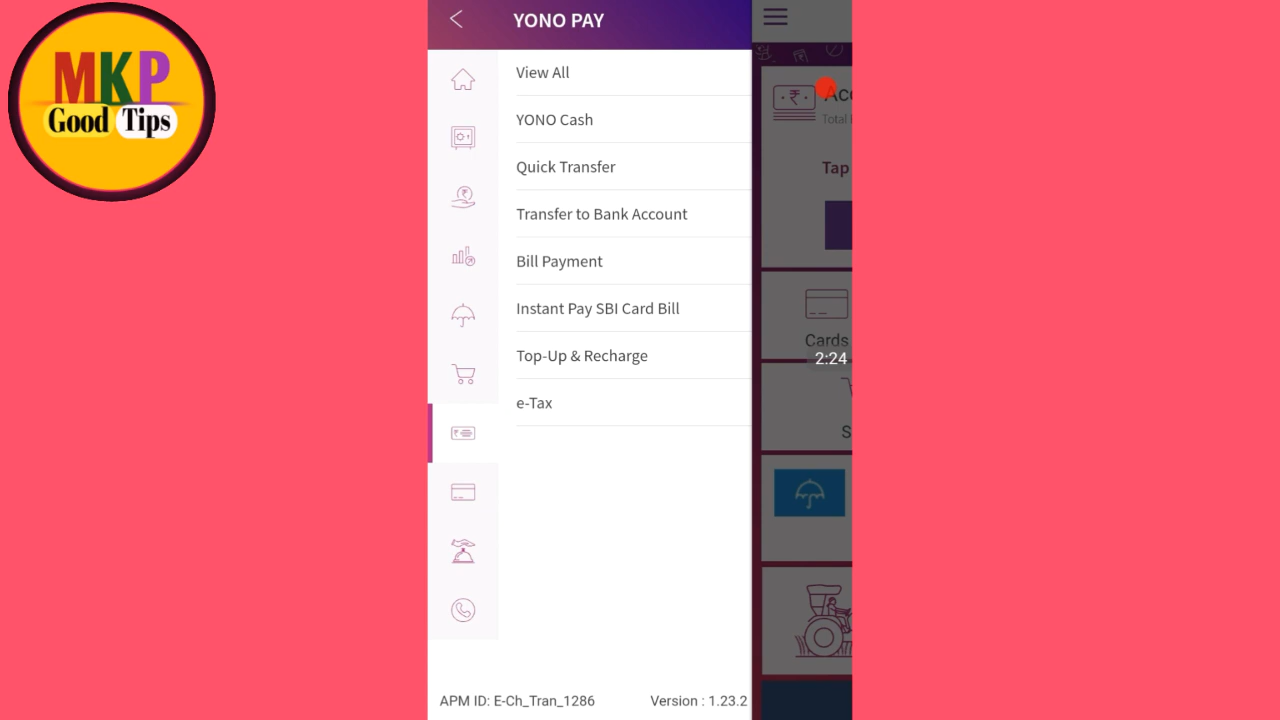 MKP
Good Tips
YONO PAY
View All
YONO Cash
Quick Transfer
Transfer to Bank Account
Bill Payment
Instant Pay SBI Card Bill
Top-Up & Recharge
e-Tax
APM ID: E-Ch_Tran_1286
Version : 1.23.2
Acc
Total
Tap
Cards
2:24
S